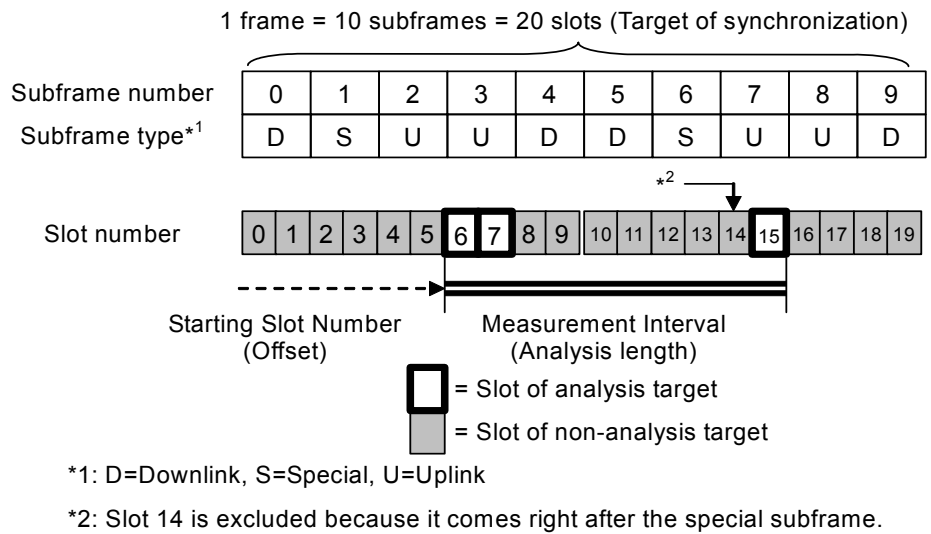 1 frame = 10 subframes = 20 slots (Target of synchronization)
Subframe number 0 1 2 3 4 5 6 7 8 9
Subframe type*1 D S U U D D S U U D
*2
Slot number 0 1 2 3 4 5 6 7 8 9 10 11 12 13 14 15 16 17 18 19
Starting Slot Number
(Offset)
Measurement Interval
(Analysis length)
= Slot of analysis target
= Slot of non-analysis target
*1: D=Downlink, S=Special, U=Uplink
*2: Slot 14 is excluded because it comes right after the special subframe.